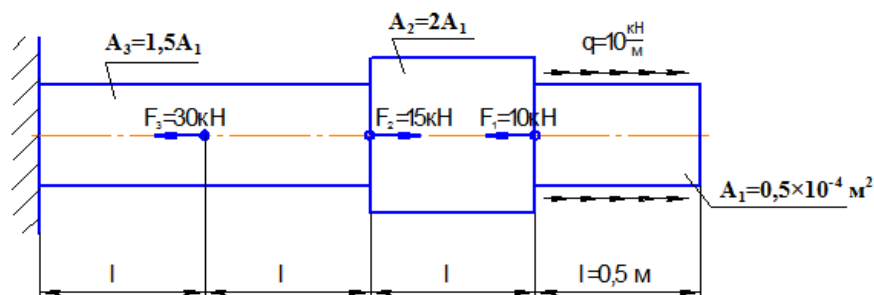 A₃=1,5A₁
A₂=2A₁
q=10 кН/м
F₃=30кН
F₂=15кН
F₁=10кН
A₁=0,5×10⁻⁴ м²
l
l
l
l=0,5 м